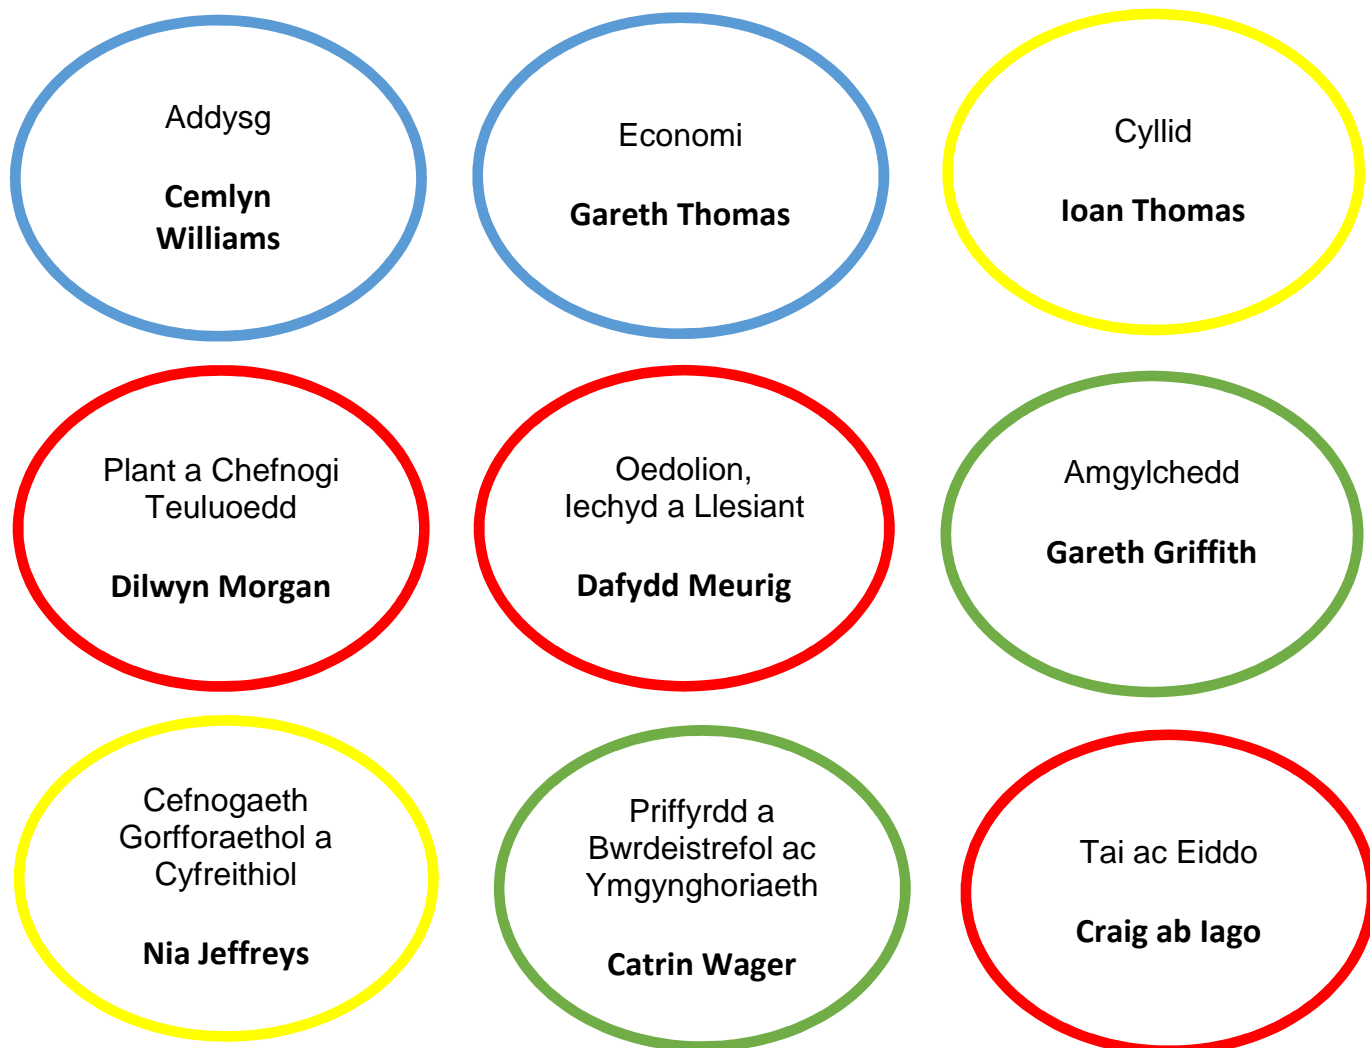 Addysg
Cemlyn
Williams
Economi
Gareth Thomas
Cyllid
Ioan Thomas
Plant a Chefnogi
Teuluoedd
Dilwyn Morgan
Oedolion,
Iechyd a Llesiant
Dafydd Meurig
Amgylchedd
Gareth Griffith
Cefnogaeth
Gorfforaethol a
Cyfreithiol
Nia Jeffreys
Priffyrdd a
Bwrdeistrefol ac
Ymgynghoriaeth
Catrin Wager
Tai ac Eiddo
Craig ab Iago